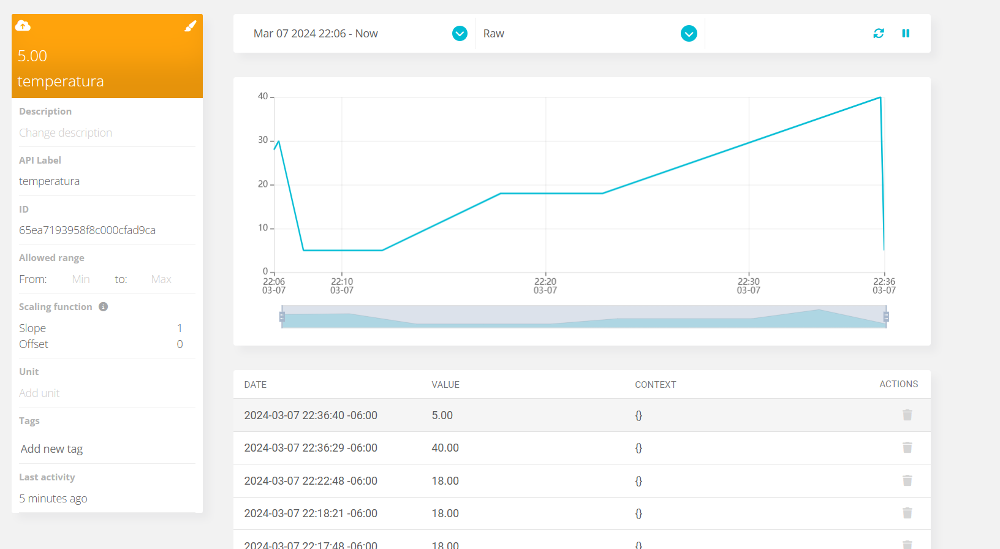 5.00
temperatura
Description
Change description
API Label
temperatura
ID
65ea7193958f8c000cfad9ca
Allowed range
From: Min to: Max
Scaling function
Slope 1
Offset 0
Unit
Add unit
Tags
Add new tag
Last activity
5 minutes ago
Mar 07 2024 22:06 - Now Raw
40
30
20
10
0
22:06 22:10 22:20 22:30 22:36
03-07 03-07 03-07 03-07 03-07
DATE VALUE CONTEXT ACTIONS
2024-03-07 22:36:40 -06:00 5.00 {}
2024-03-07 22:36:29 -06:00 40.00 {}
2024-03-07 22:22:48 -06:00 18.00 {}
2024-03-07 22:18:21 -06:00 18.00 {}
2024-03-07 22:17:48 -06:00 18.00 {}